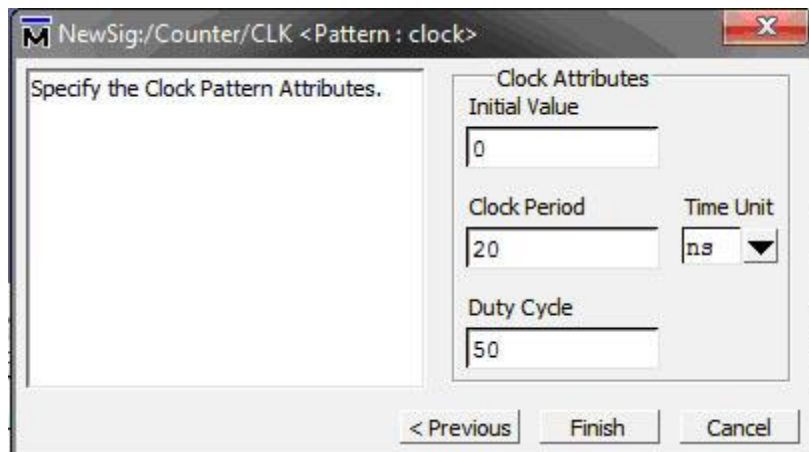 NewSig:/Counter/CLK <Pattern : clock>
Specify the Clock Pattern Attributes.
Clock Attributes
Initial Value
0
Clock Period
Time Unit
20
ns
Duty Cycle
50
< Previous
Finish
Cancel